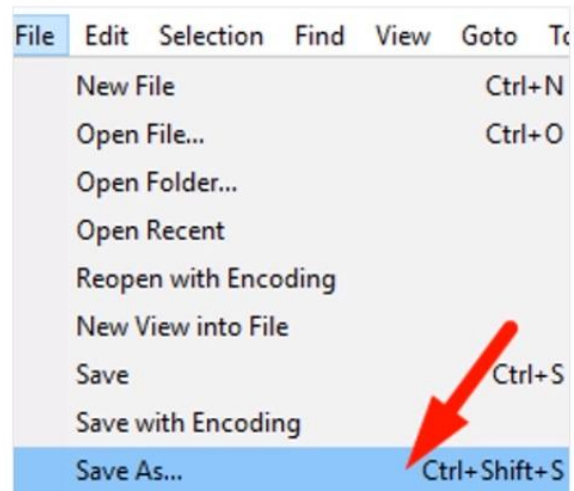 File Edit Selection Find View Goto
New File Ctrl+N
Open File... Ctrl+O
Open Folder...
Open Recent
Reopen with Encoding
New View into File
Save Ctrl+S
Save with Encoding
Save As... Ctrl+Shift+S